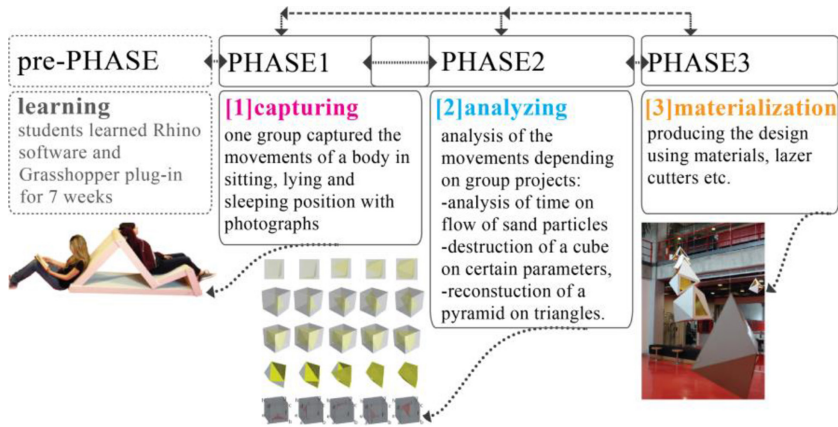 pre-PHASE
PHASE1
PHASE2
PHASE3
learning
students learned Rhino
software and
Grasshopper plug-in
for 7 weeks
[1]capturing
one group captured the
movements of a body in
sitting, lying and
sleeping position with
photographs
[2]analyzing
analysis of the
movements depending
on group projects:
-analysis of time on
flow of sand particles
-destruction of a cube
on certain parameters,
-reconstuction of a
pyramid on triangles.
[3]materialization
producing the design
using materials, lazer
cutters etc.